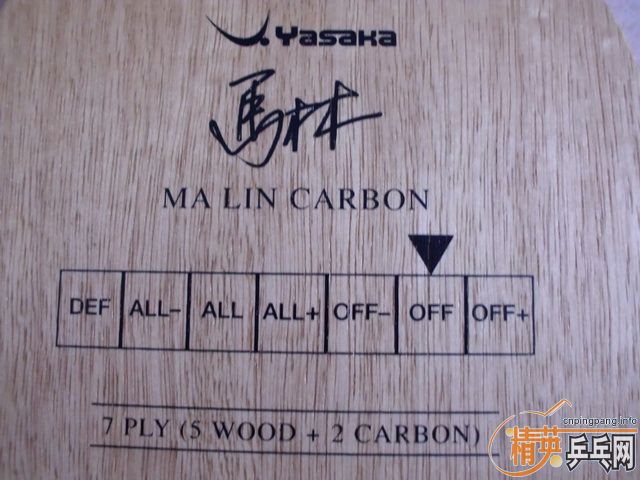 Yasaka
馬林
MA LIN CARBON
DEF ALL- ALL ALL+ OFF- OFF OFF+
7 PLY (5 WOOD + 2 CARBON)
cnpingpang.info
精英乒乓网